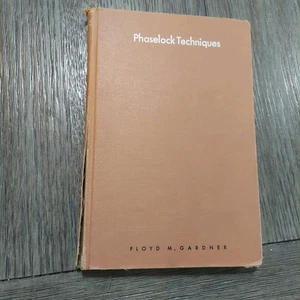 Phaselock Techniques
FLOYD M. GARDNER